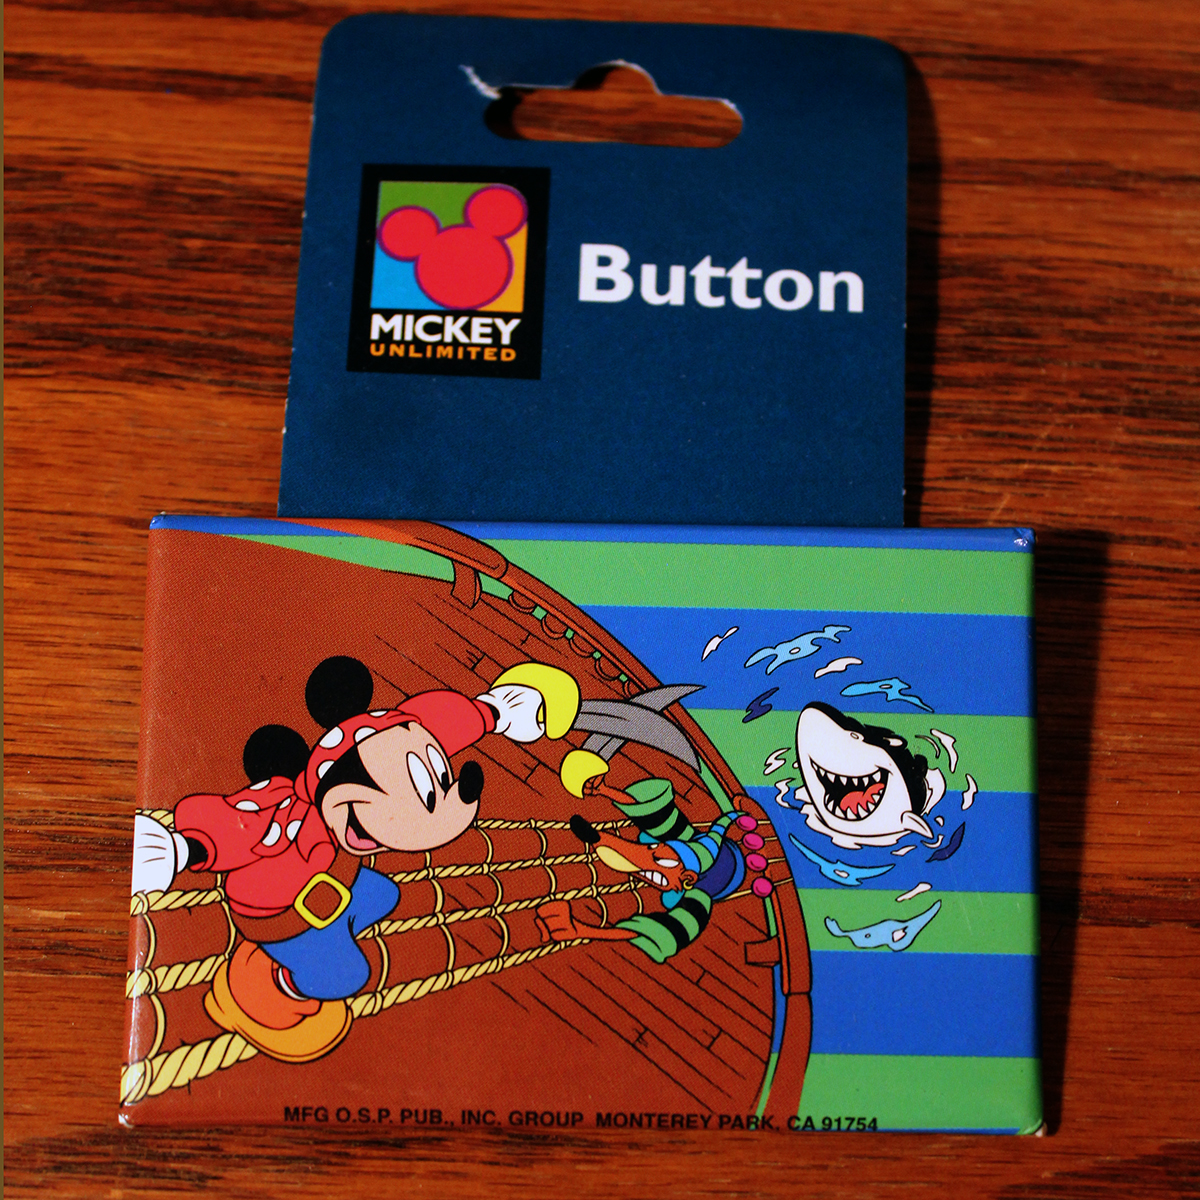 Button
MICKEY
UNLIMITED
MFG O.S.P. PUB., INC. GROUP MONTEREY PARK, CA 91754